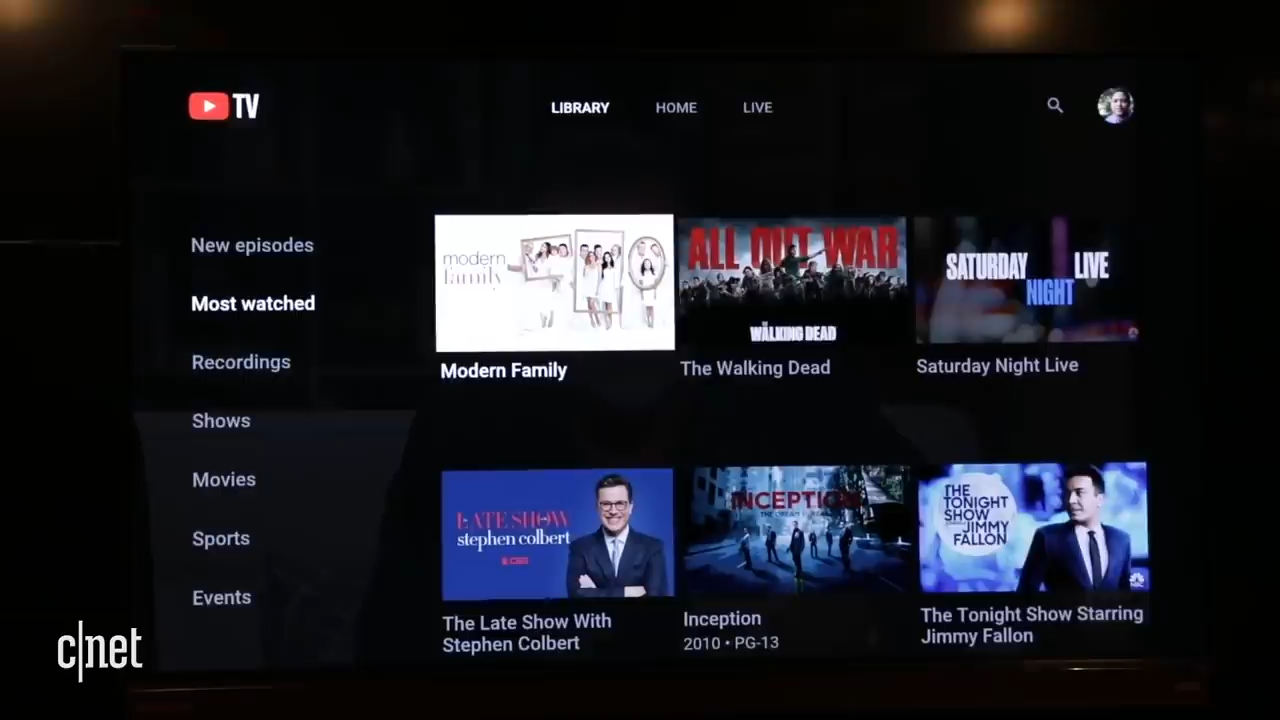 TV
LIBRARY
HOME
LIVE
New episodes
Most watched
Recordings
Shows
Movies
Sports
Events
modern
family
Modern Family
ALL OUT WAR
THE
WALKING DEAD
The Walking Dead
SATURDAY
NIGHT
LIVE
Saturday Night Live
LATE SHOW
stephen colbert
CBS
The Late Show With
Stephen Colbert
INCEPTION
Inception
2010 • PG-13
THE
TONIGHT
SHOW
JIMMY
FALLON
The Tonight Show Starring
Jimmy Fallon
c|net